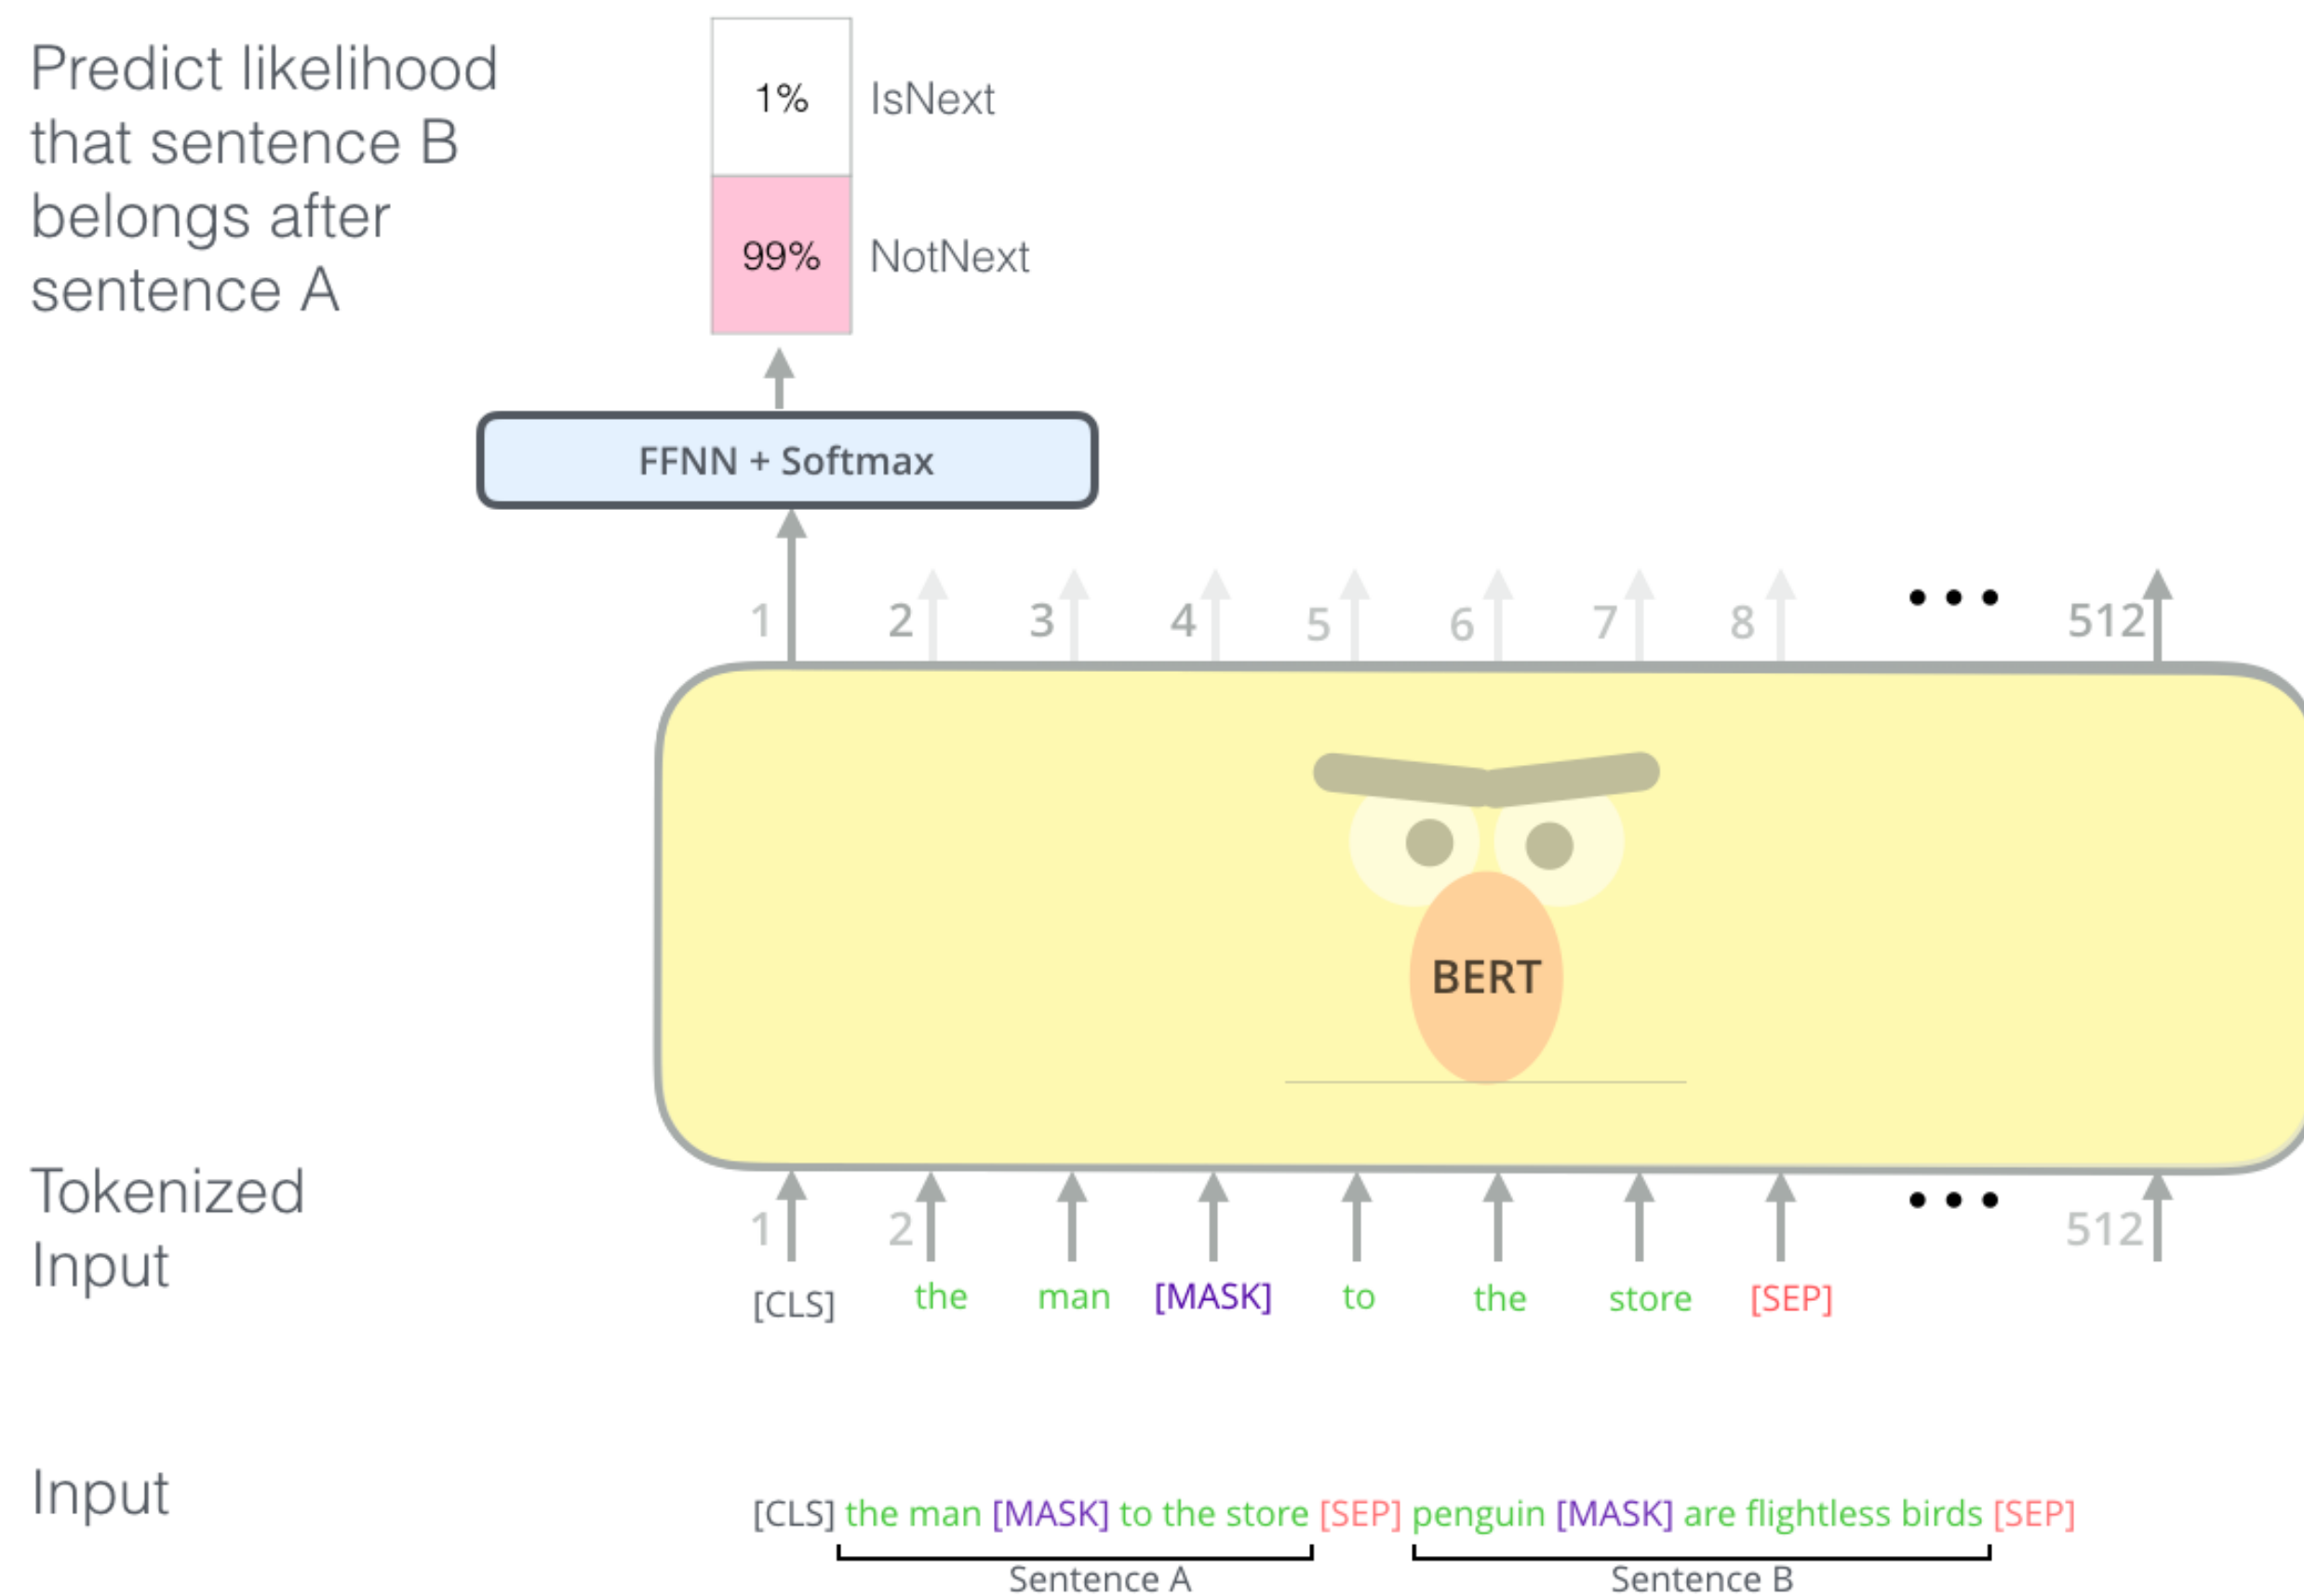 Predict likelihood
that sentence B
belongs after
sentence A
1% IsNext
99% NotNext
FFNN + Softmax
1 2 3 4 5 6 7 8 ••• 512
BERT
Tokenized
Input
1 2 ••• 512
[CLS] the man [MASK] to the store [SEP]
Input
[CLS] the man [MASK] to the store [SEP] penguin [MASK] are flightless birds [SEP]
Sentence A Sentence B